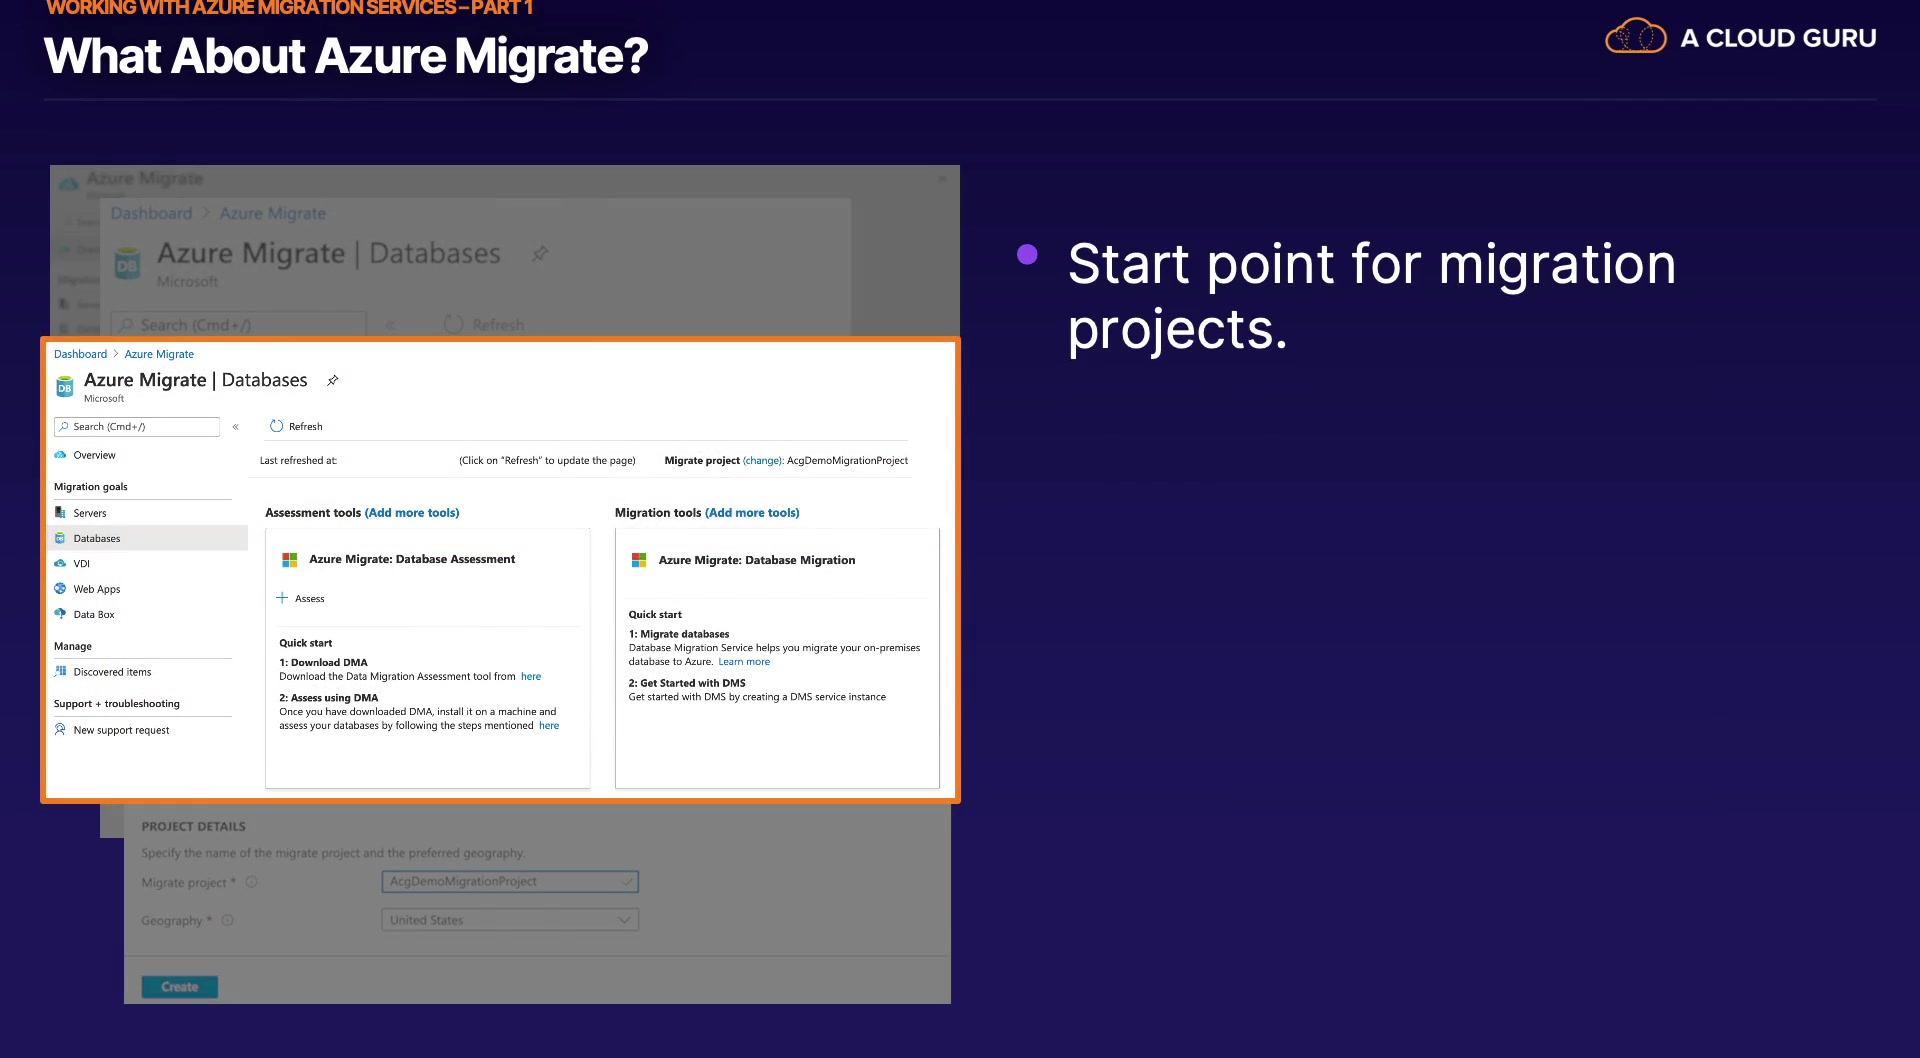 WORKING WITH AZURE MIGRATION SERVICES – PART 1
What About Azure Migrate?
A CLOUD GURU
Azure Migrate
Dashboard > Azure Migrate
Azure Migrate | Databases
Microsoft
Search (Cmd+/)
«
Refresh
Dashboard > Azure Migrate
Azure Migrate | Databases
Microsoft
Search (Cmd+/)
«
Refresh
Overview
Last refreshed at:
(Click on "Refresh" to update the page)
Migrate project (change): AcgDemoMigrationProject
Migration goals
Servers
Databases
VDI
Web Apps
Data Box
Manage
Discovered items
Support + troubleshooting
New support request
Assessment tools (Add more tools)
Azure Migrate: Database Assessment
Assess
Quick start
1: Download DMA
Download the Data Migration Assessment tool from here
2: Assess using DMA
Once you have downloaded DMA, install it on a machine and
assess your databases by following the steps mentioned here
Migration tools (Add more tools)
Azure Migrate: Database Migration
Quick start
1: Migrate databases
Database Migration Service helps you migrate your on-premises
database to Azure. Learn more
2: Get Started with DMS
Get started with DMS by creating a DMS service instance
PROJECT DETAILS
Specify the name of the migrate project and the preferred geography.
Migrate project *
AcgDemoMigrationProject
Geography *
United States
Create
Start point for migration
projects.